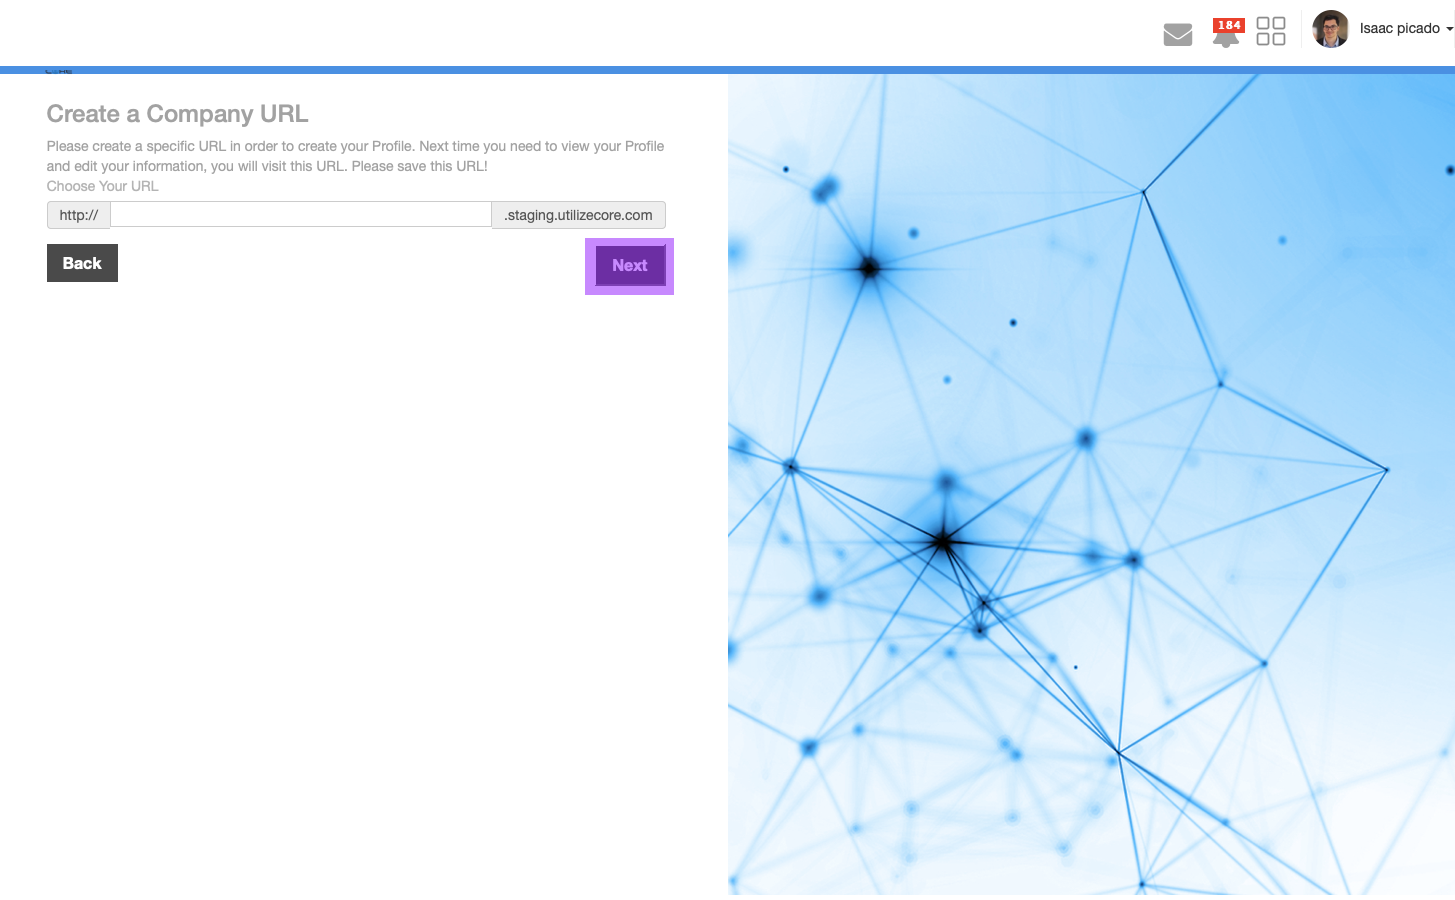 184
Isaac picado
Create a Company URL
Please create a specific URL in order to create your Profile. Next time you need to view your Profile
and edit your information, you will visit this URL. Please save this URL!
Choose Your URL
http://
.staging.utilizecore.com
Back
Next